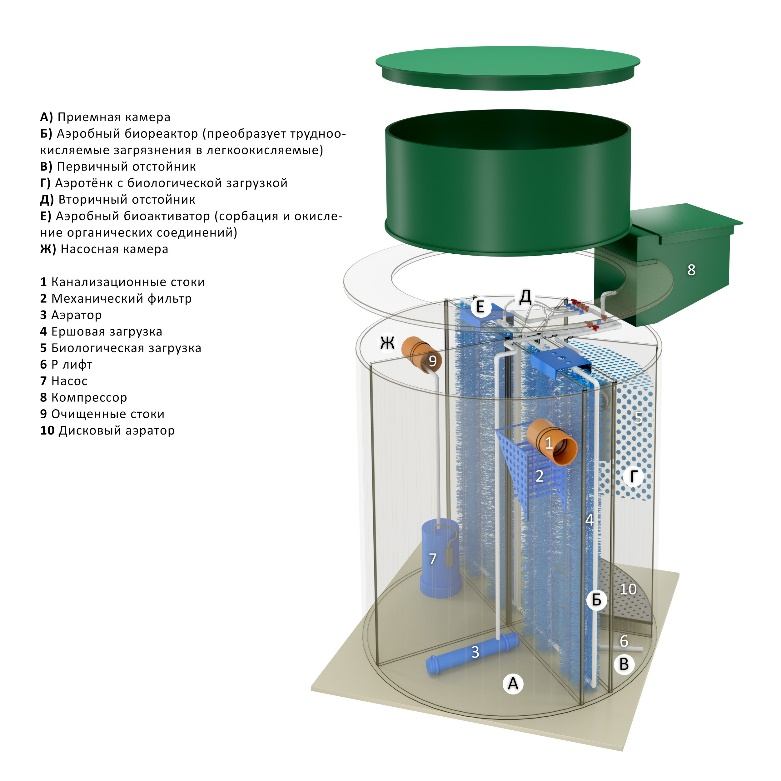 А) Приемная камера
Б) Аэробный биореактор (преобразует трудно-
окисляемые загрязнения в легкоокисляемые)
В) Первичный отстойник
Г) Аэротёнк с биологической загрузкой
Д) Вторичный отстойник
Е) Аэробный биоактиватор (сорбация и окисле-
ние органических соединений)
Ж) Насосная камера
1 Канализационные стоки
2 Механический фильтр
3 Аэратор
4 Ершовая загрузка
5 Биологическая загрузка
6 Р лифт
7 Насос
8 Компрессор
9 Очищенные стоки
10 Дисковый аэратор
8
Д
Е
Ж
9
5
1
2
Г
4
7
10
Б
6
3
В
А